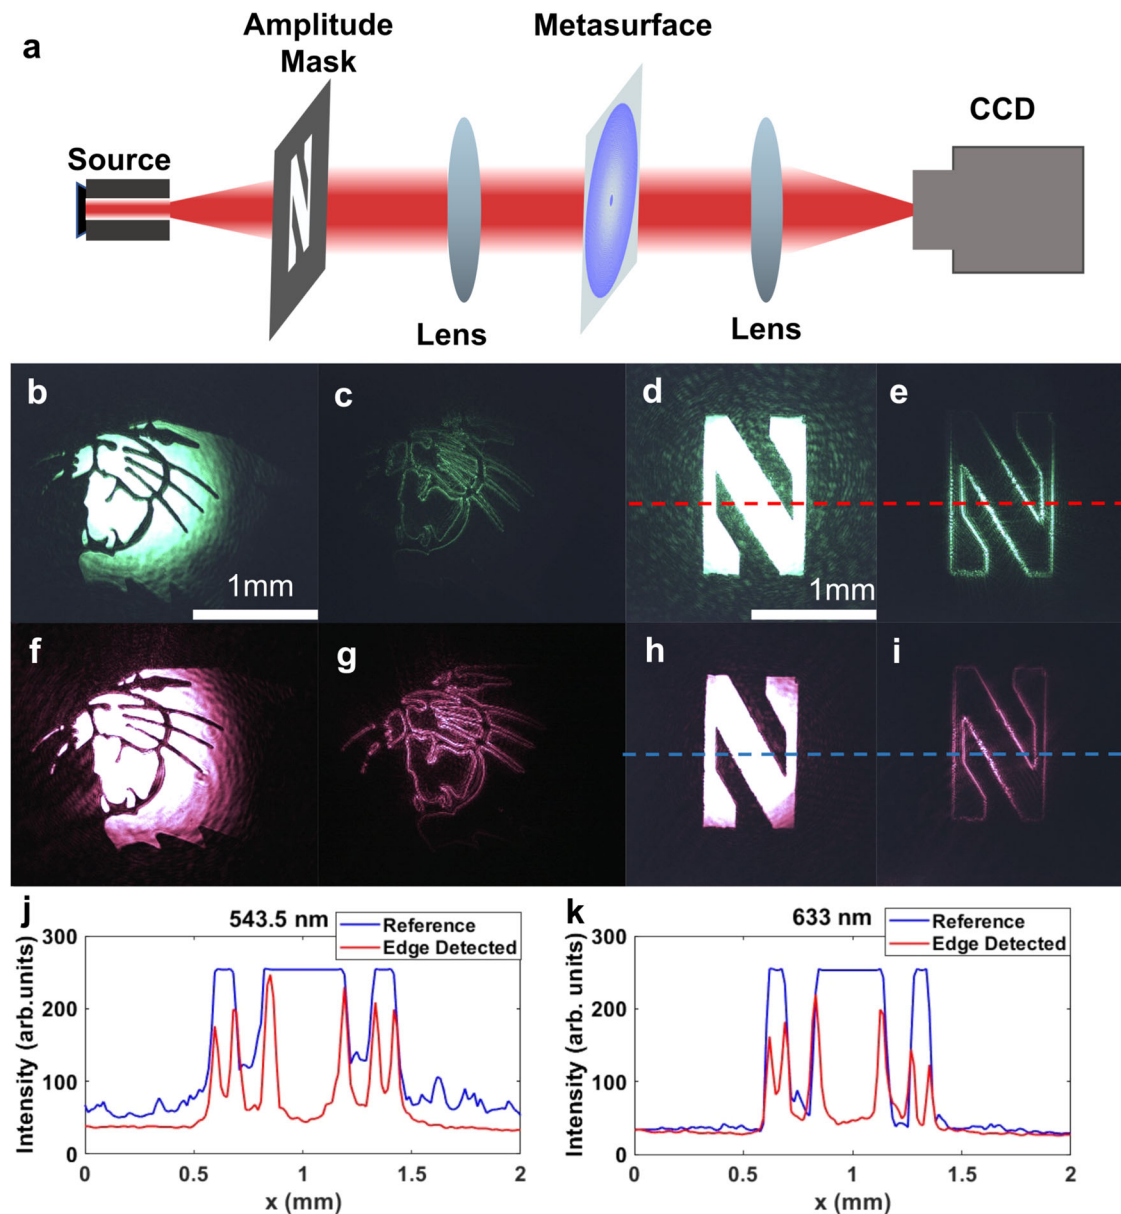 a
Amplitude
Mask
Metasurface
CCD
Source
Lens
Lens
b
c
d
e
1mm
1mm
f
g
h
i
N
N
j
543.5 nm
Reference
Edge Detected
300
200
100
0
Intensity (arb.units)
0
0.5
1
1.5
2
x (mm)
k
633 nm
Reference
Edge Detected
300
200
100
0
Intensity (arb. units)
0
0.5
1
1.5
2
x (mm)